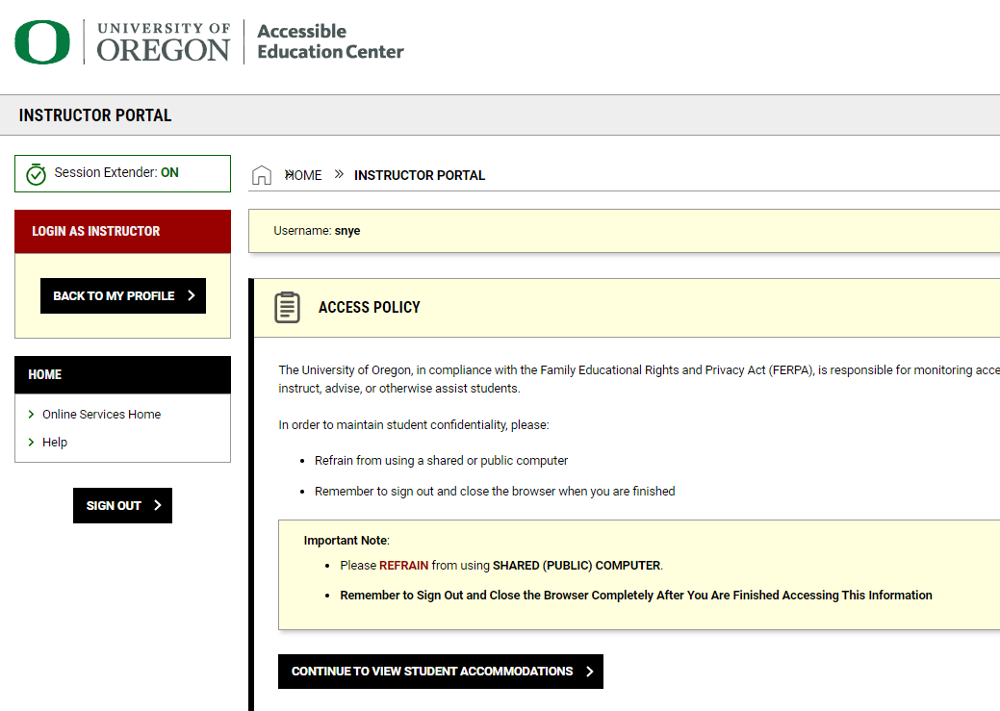 UNIVERSITY OF
OREGON
Accessible
Education Center
INSTRUCTOR PORTAL
Session Extender: ON
LOGIN AS INSTRUCTOR
BACK TO MY PROFILE
HOME
Online Services Home
Help
SIGN OUT
HOME » INSTRUCTOR PORTAL
Username: snye
ACCESS POLICY
The University of Oregon, in compliance with the Family Educational Rights and Privacy Act (FERPA), is responsible for monitoring
instruct, advise, or otherwise assist students.
In order to maintain student confidentiality, please:
• Refrain from using a shared or public computer
• Remember to sign out and close the browser when you are finished
Important Note:
• Please REFRAIN from using SHARED (PUBLIC) COMPUTER.
• Remember to Sign Out and Close the Browser Completely After You Are Finished Accessing This Information
CONTINUE TO VIEW STUDENT ACCOMMODATIONS